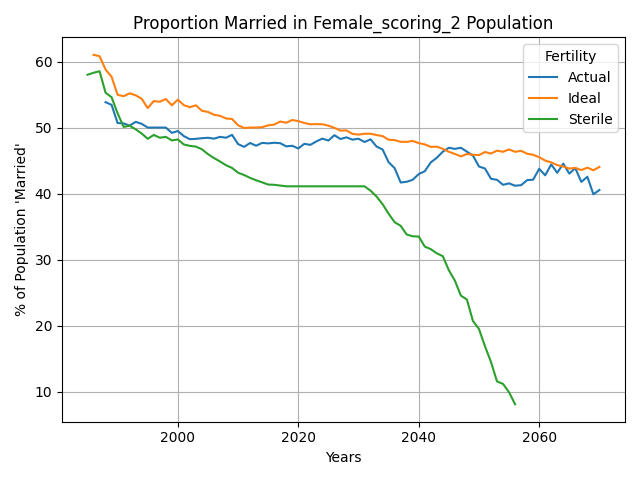 Proportion Married in Female_scoring_2 Population
Fertility
Actual
Ideal
Sterile
% of Population 'Married'
60
50
40
30
20
10
2000
2020
2040
2060
Years